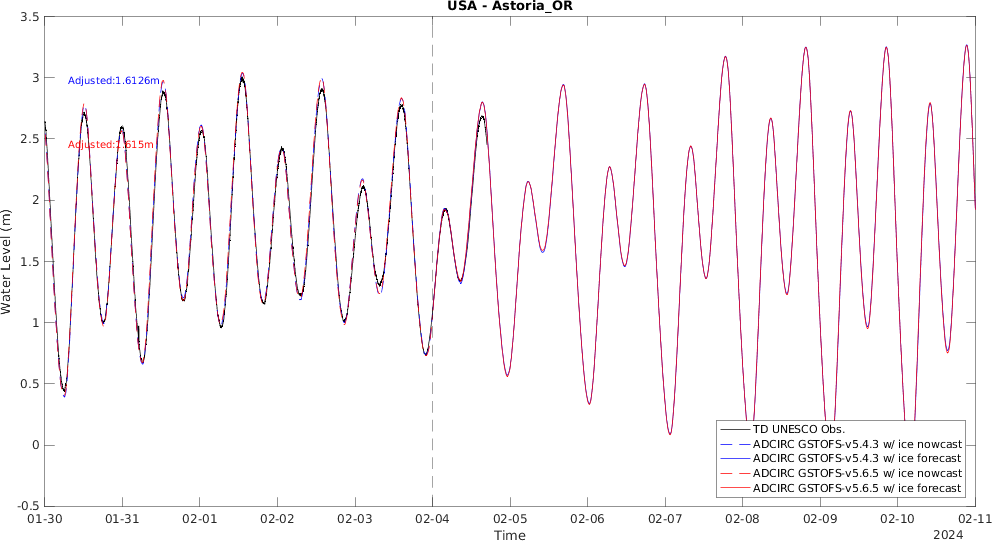 USA - Astoria_OR
3.5
3
2.5
2
1.5
1
0.5
0
-0.5
Water Level (m)
Adjusted:1.6126m
Adjusted:1.615m
TD UNESCO Obs.
ADCIRC GSTOFS-v5.4.3 w/ ice nowcast
ADCIRC GSTOFS-v5.4.3 w/ ice forecast
ADCIRC GSTOFS-v5.6.5 w/ ice nowcast
ADCIRC GSTOFS-v5.6.5 w/ ice forecast
01-30 01-31 02-01 02-02 02-03 02-04 02-05 02-06 02-07 02-08 02-09 02-10 02-11
Time
2024